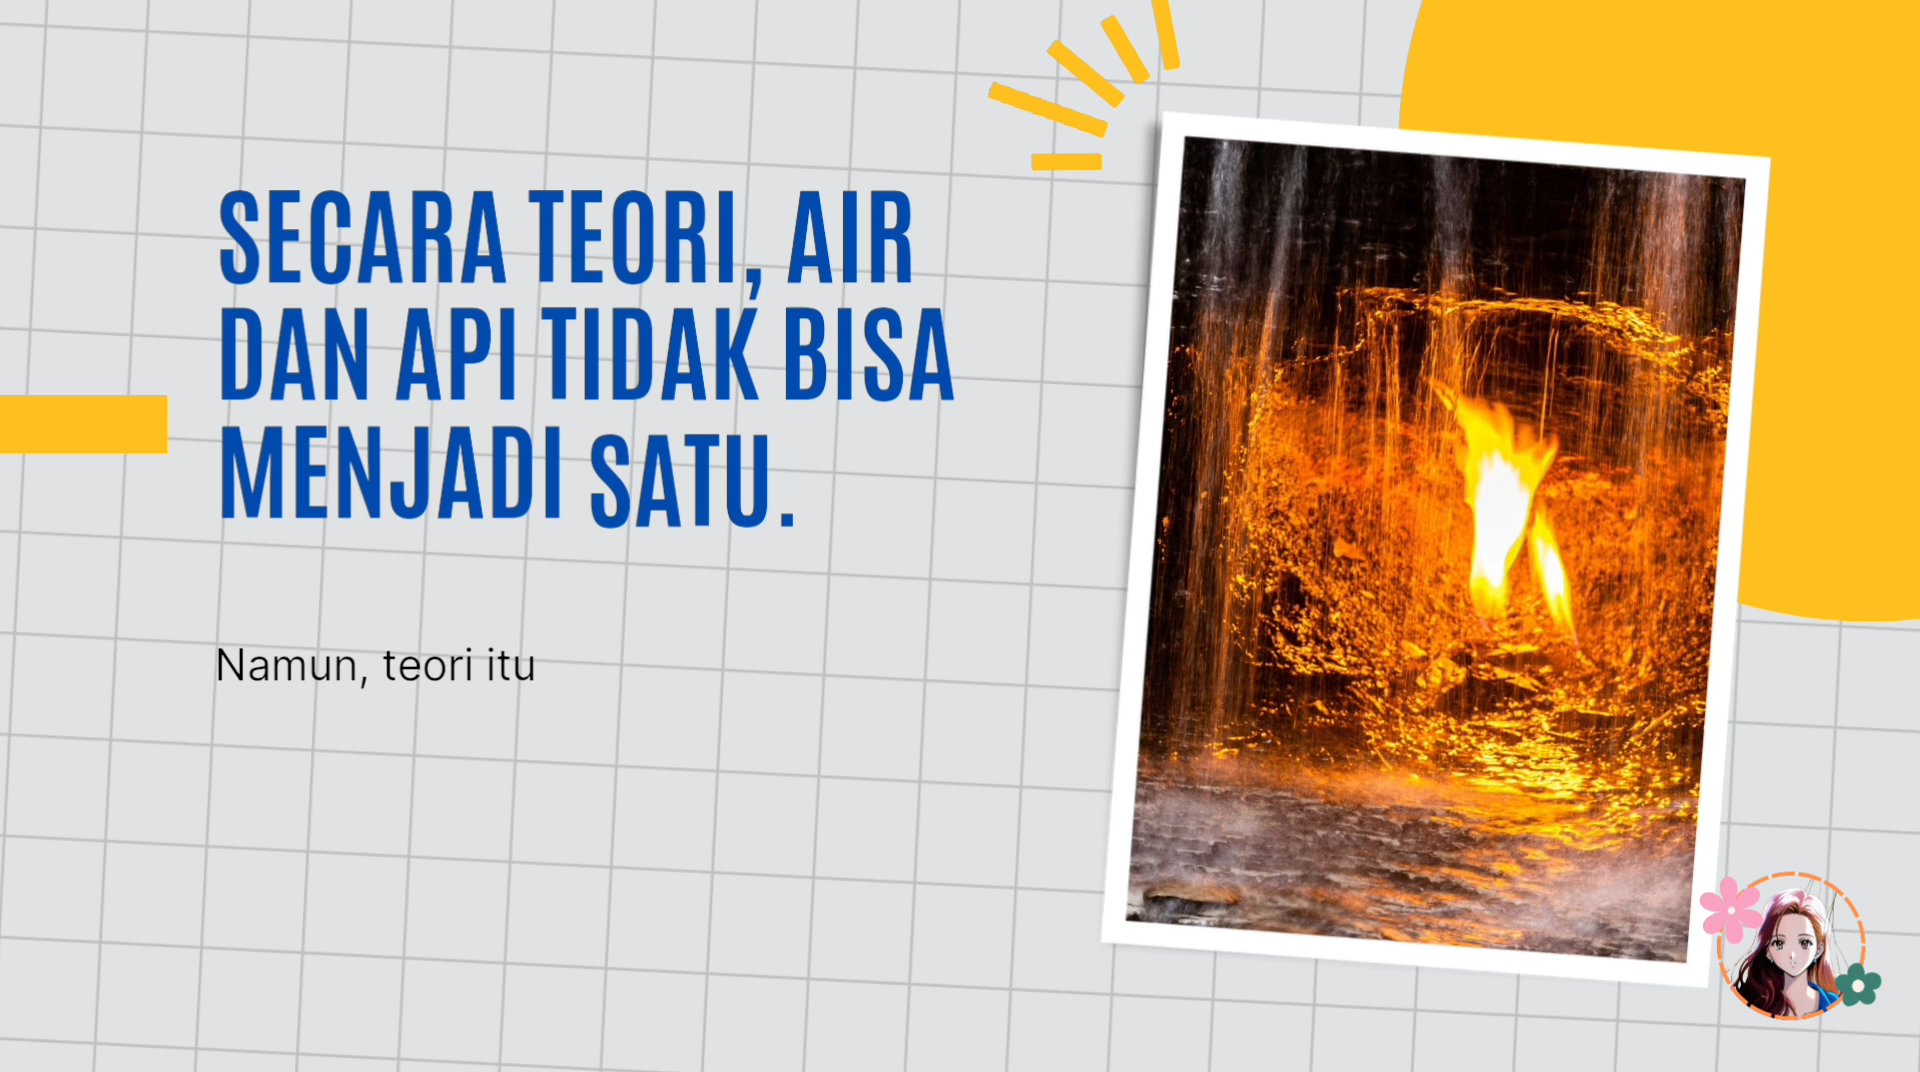 SECARA TEORI, AIR
DAN API TIDAK BISA
MENJADI SATU.
Namun, teori itu